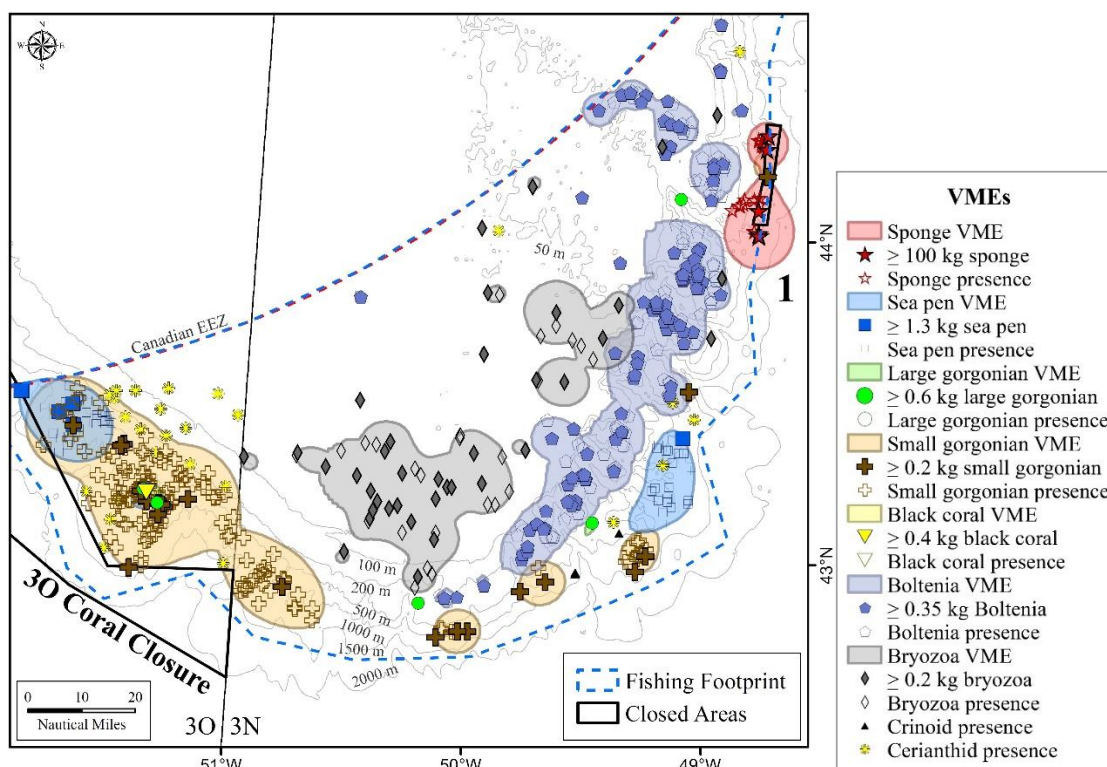 N
W
E
S
50 m
44°N
1
Canadian EEZ
100 m
200 m
500 m
1000 m
1500 m
2000 m
43°N
3O Coral Closure
0 10 20
Nautical Miles
3O
3N
Fishing Footprint
Closed Areas
51°W
50°W
49°W
VMEs
Sponge VME
≥ 100 kg sponge
Sponge presence
Sea pen VME
≥ 1.3 kg sea pen
Sea pen presence
Large gorgonian VME
≥ 0.6 kg large gorgonian
Large gorgonian presence
Small gorgonian VME
≥ 0.2 kg small gorgonian
Small gorgonian presence
Black coral VME
≥ 0.4 kg black coral
Black coral presence
Boltenia VME
≥ 0.35 kg Boltenia
Boltenia presence
Bryozoa VME
≥ 0.2 kg bryozoa
Bryozoa presence
Crinoid presence
Cerianthid presence